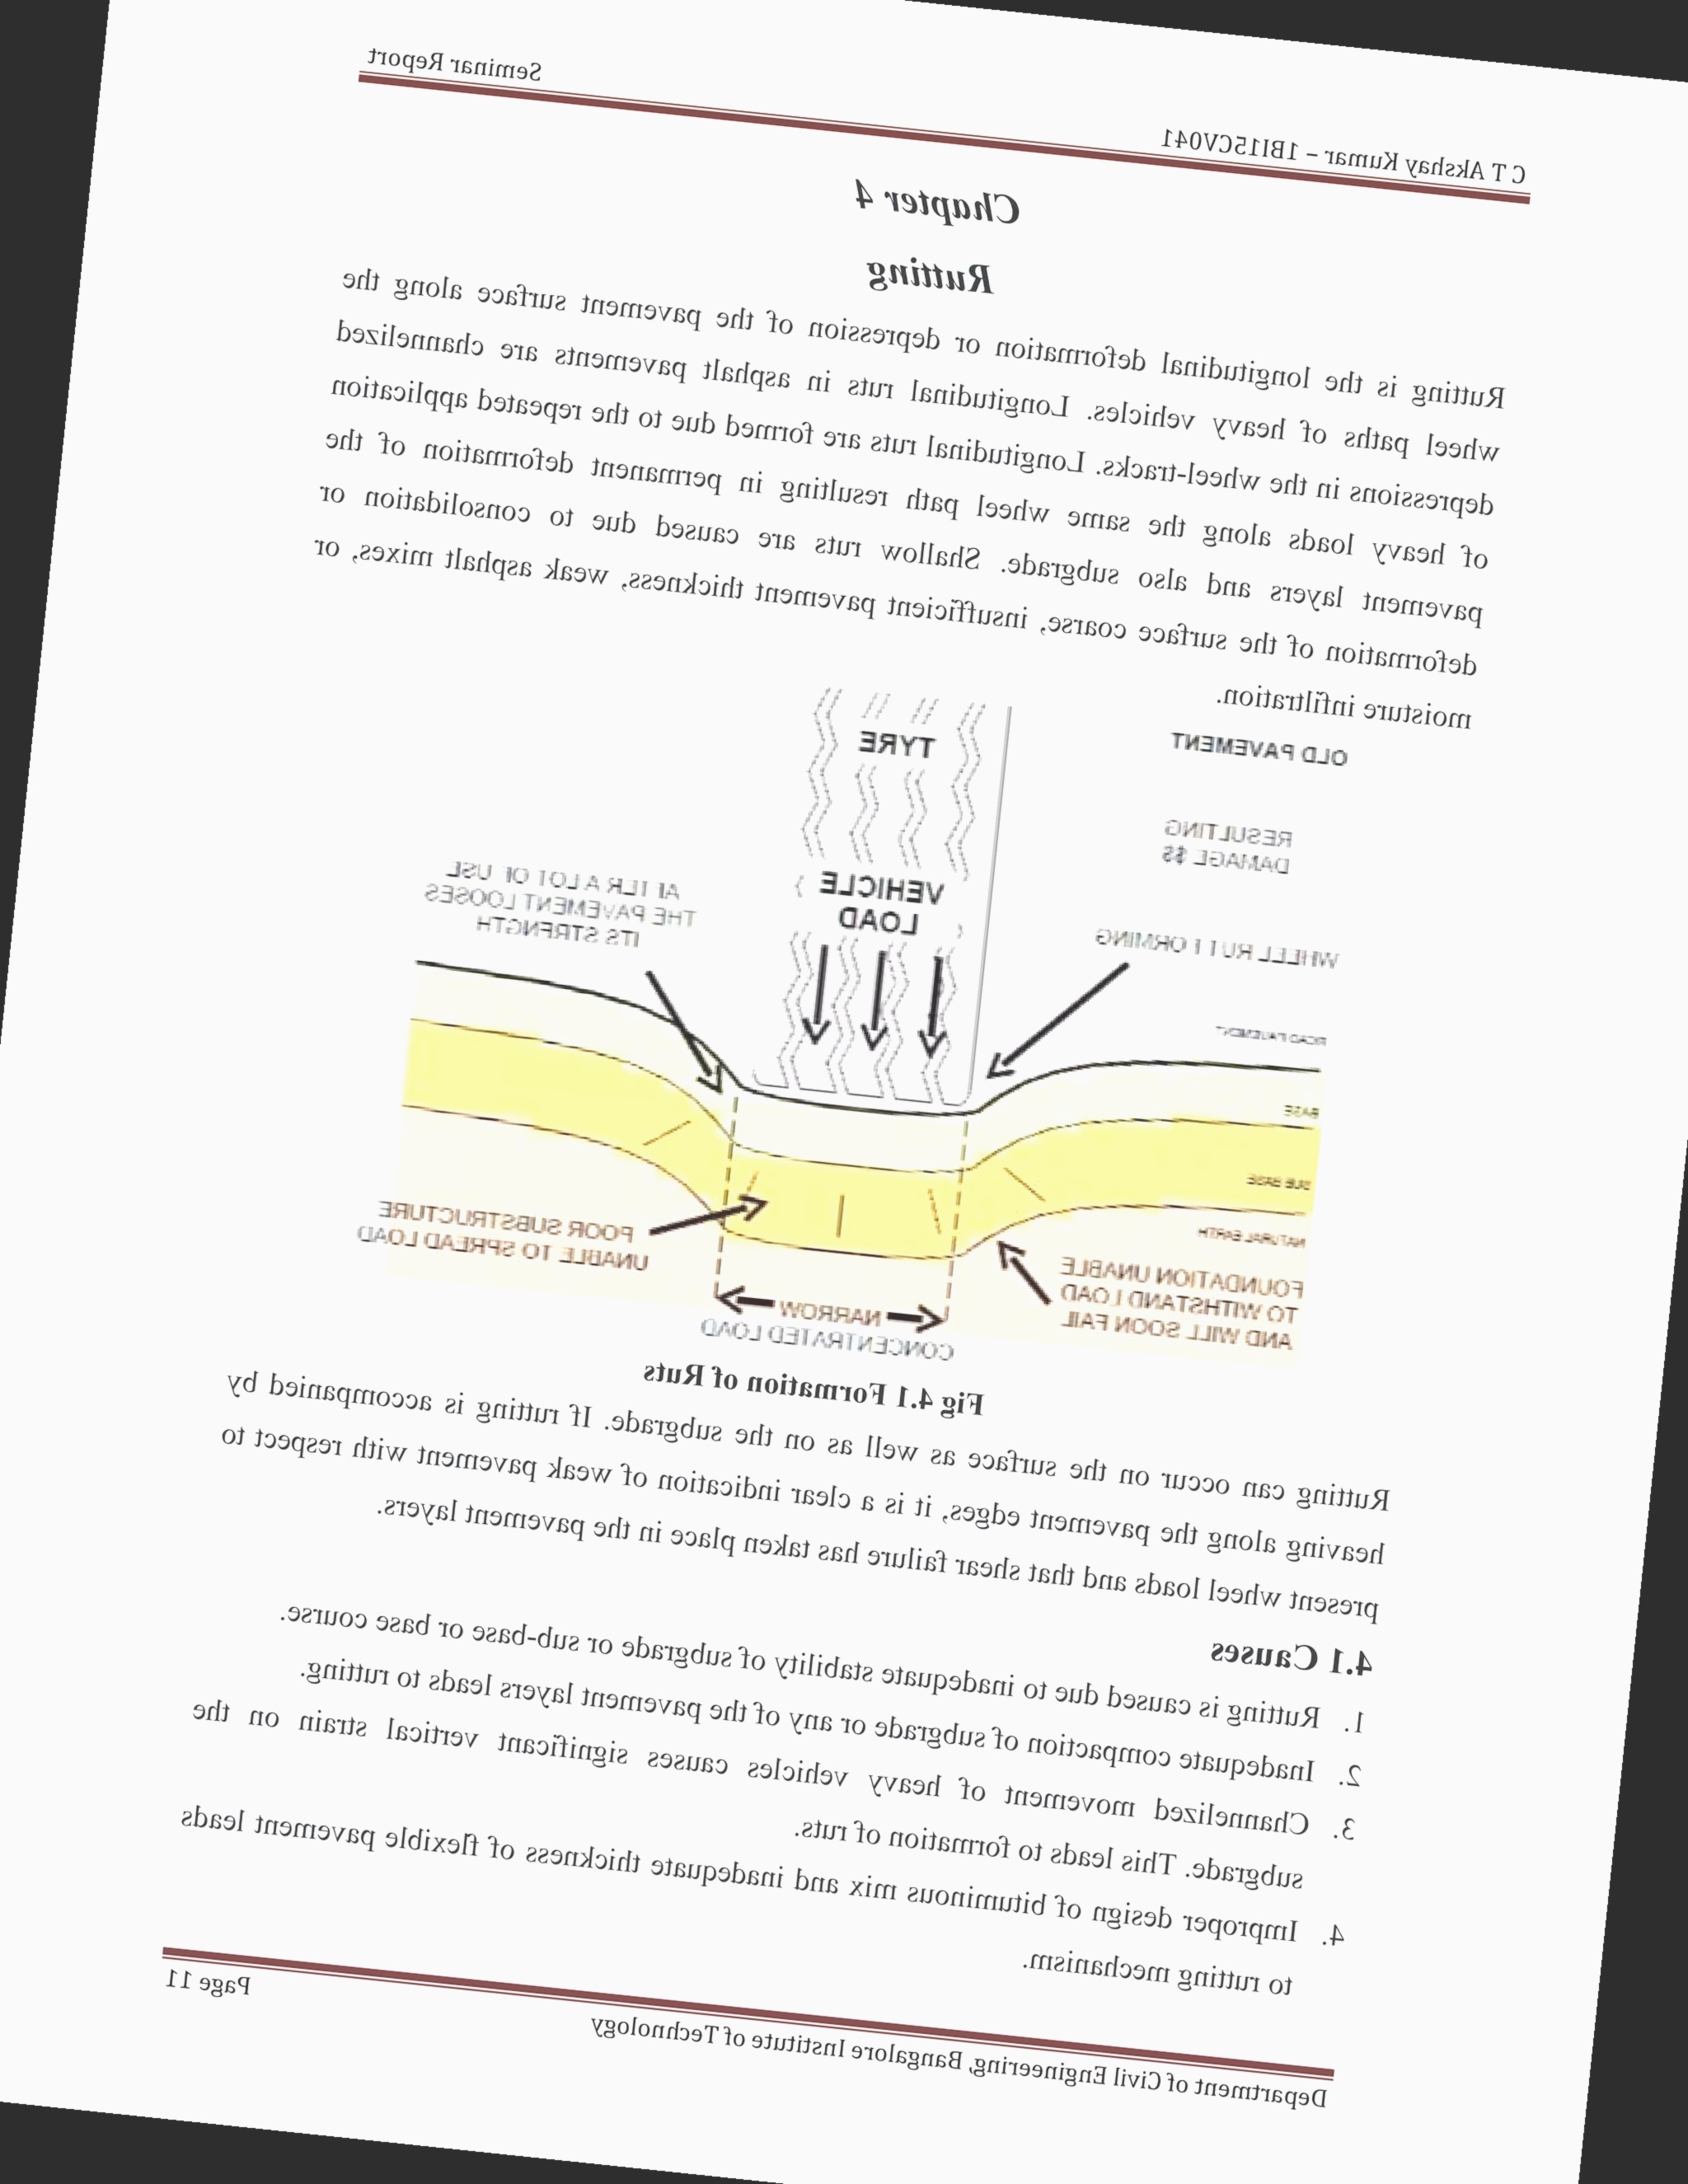 C T Akshay Kumar – 1BI15CV041
Seminar Report
Chapter 4
Rutting
Rutting is the longitudinal deformation or depression of the pavement surface along the
wheel paths of heavy vehicles. Longitudinal ruts in asphalt pavements are channelized
depressions in the wheel-tracks. Longitudinal ruts are formed due to the repeated application
of heavy loads along the same wheel path resulting in permanent deformation of the
pavement layers and also subgrade. Shallow ruts are caused due to consolidation or
deformation of the surface coarse, insufficient pavement thickness, weak asphalt mixes, or
moisture infiltration.
OLD PAVEMENT
TYRE
RESULTING
DAMAGE $$
VEHICLE
LOAD
AFTER A LOT OF USE
THE PAVEMENT LOOSES
ITS STRENGTH
WHEEL RUT FORMING
ROAD PAVEMENT
BASE
SUB BASE
NATURAL EARTH
FOUNDATION UNABLE
TO WITHSTAND LOAD
AND WILL SOON FAIL
POOR SUBSTRUCTURE
UNABLE TO SPREAD LOAD
NARROW
CONCENTRATED LOAD
Fig 4.1 Formation of Ruts
Rutting can occur on the surface as well as on the subgrade. If rutting is accompanied by
heaving along the pavement edges, it is a clear indication of weak pavement with respect to
present wheel loads and that shear failure has taken place in the pavement layers.
4.1 Causes
1. Rutting is caused due to inadequate stability of subgrade or sub-base or base course.
2. Inadequate compaction of subgrade or any of the pavement layers leads to rutting.
3. Channelized movement of heavy vehicles causes significant vertical strain on the
subgrade. This leads to formation of ruts.
4. Improper design of bituminous mix and inadequate thickness of flexible pavement leads
to rutting mechanism.
Department of Civil Engineering, Bangalore Institute of Technology
Page 11